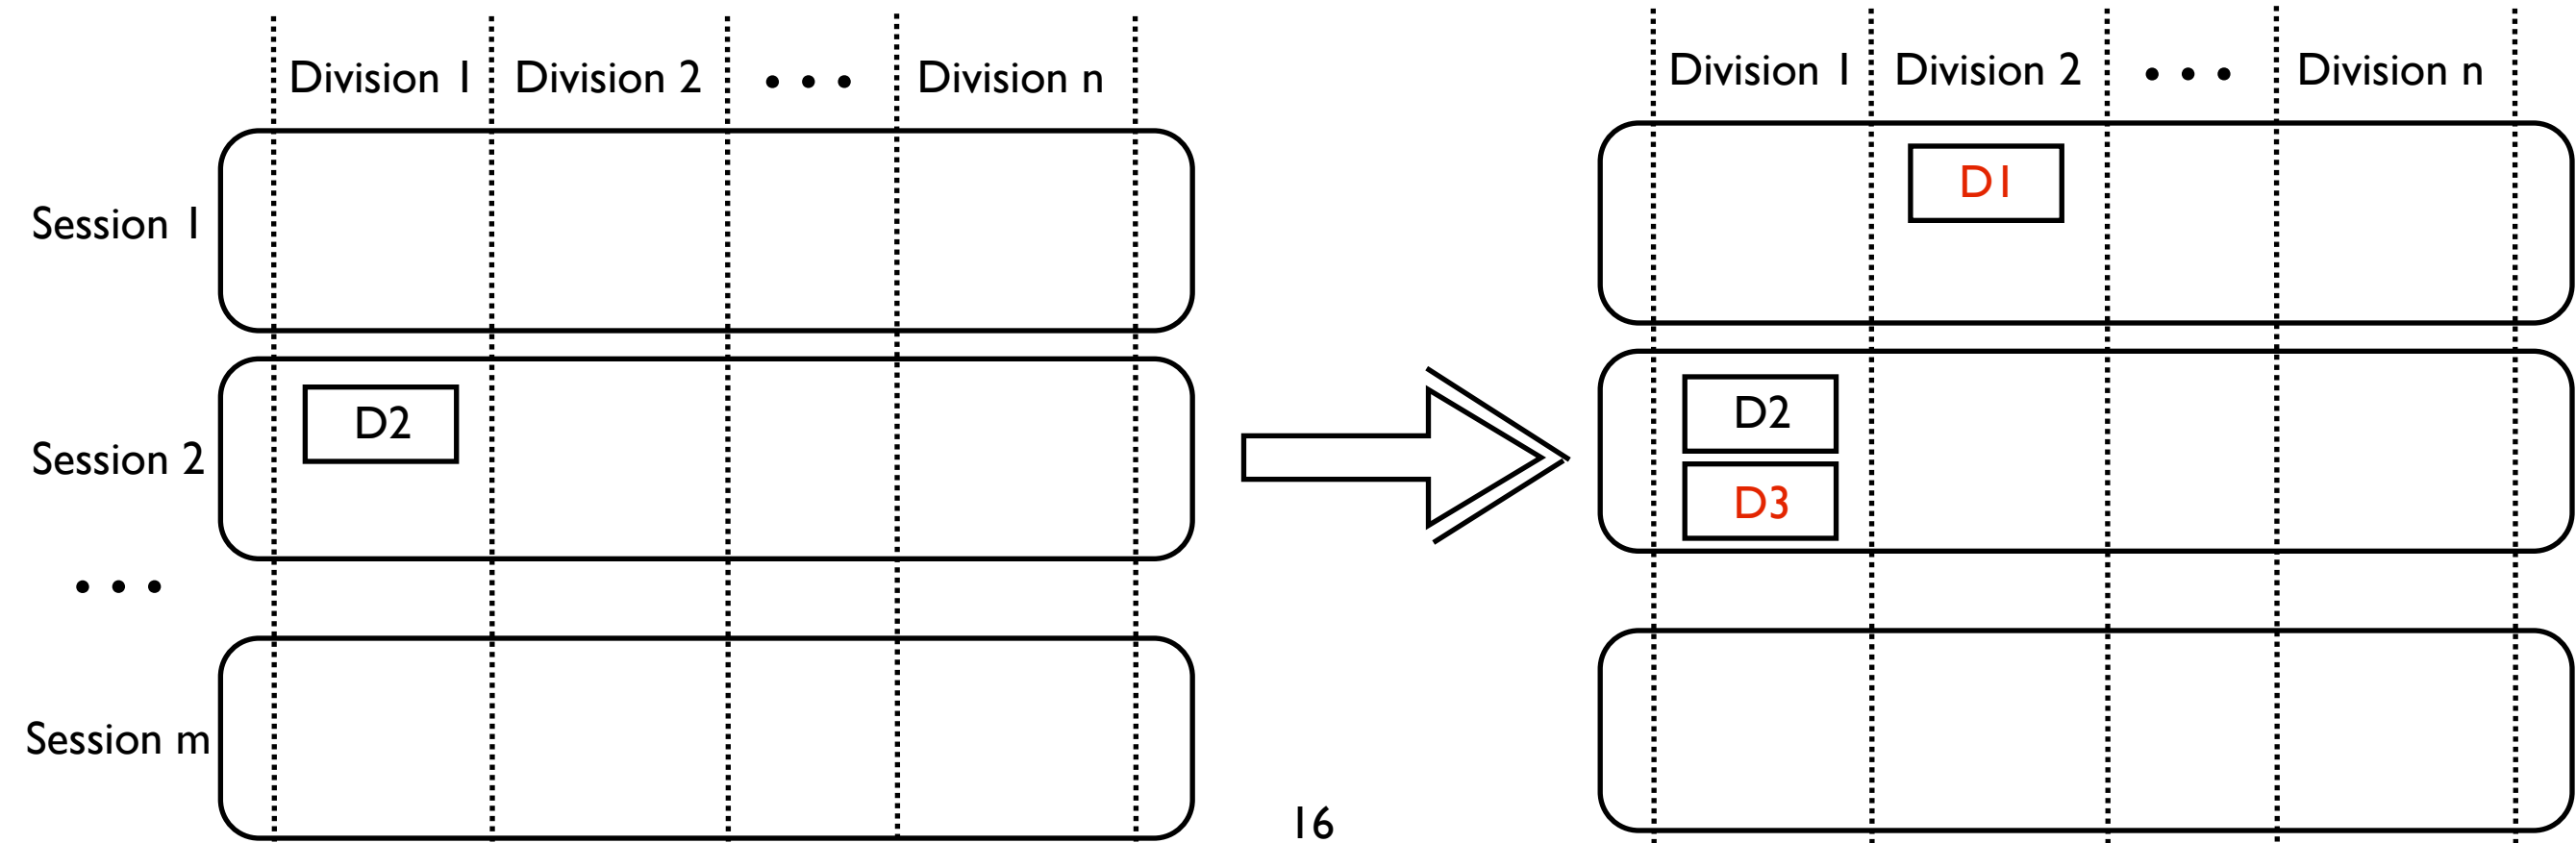 Division 1 Division 2 ... Division n
Session 1
D2
Session 2
...
Session m
Division 1 Division 2 ... Division n
D1
D2
D3
16